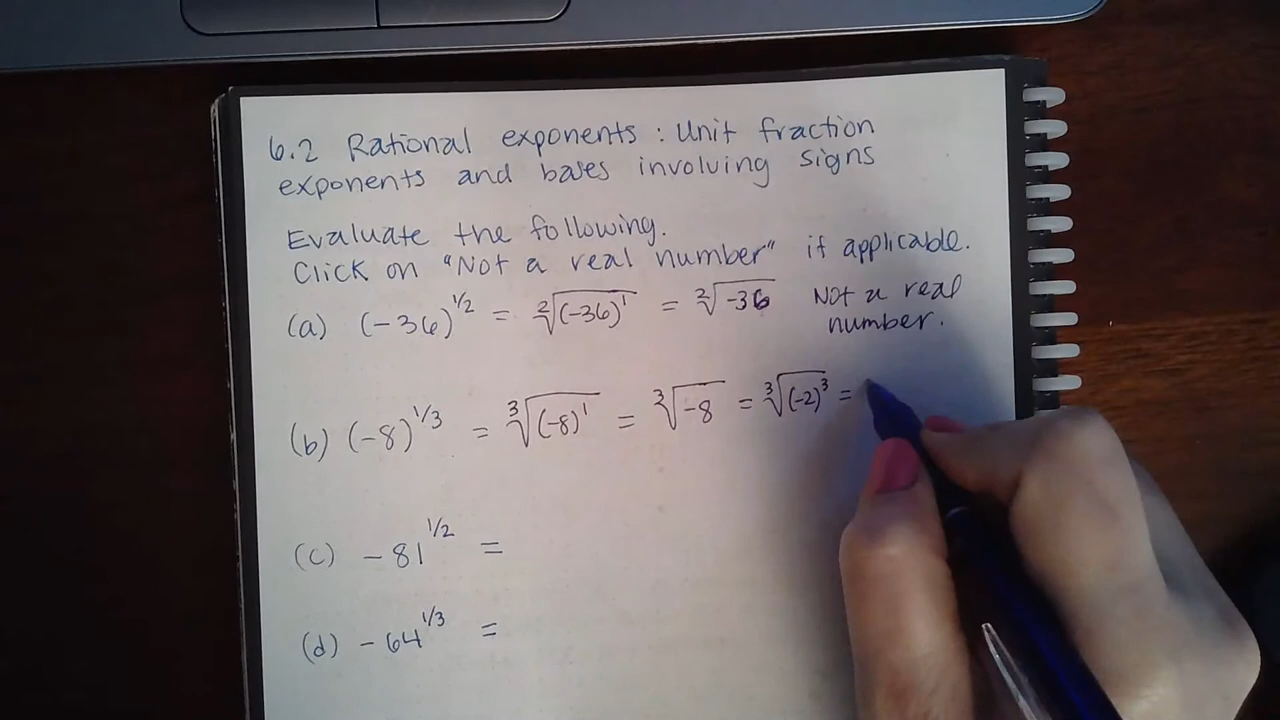 6.2 Rational exponents : Unit fraction
exponents and bases involving signs
Evaluate the following.
Click on "Not a real number" if applicable.
(a) (-36)^1/2 = ²√(-36)¹ = ²√-36 Not a real
number.
(b) (-8)^1/3 = ³√(-8)¹ = ³√-8 = ³√(-2)³ =
(c) -81^1/2 =
(d) -64^1/3 =